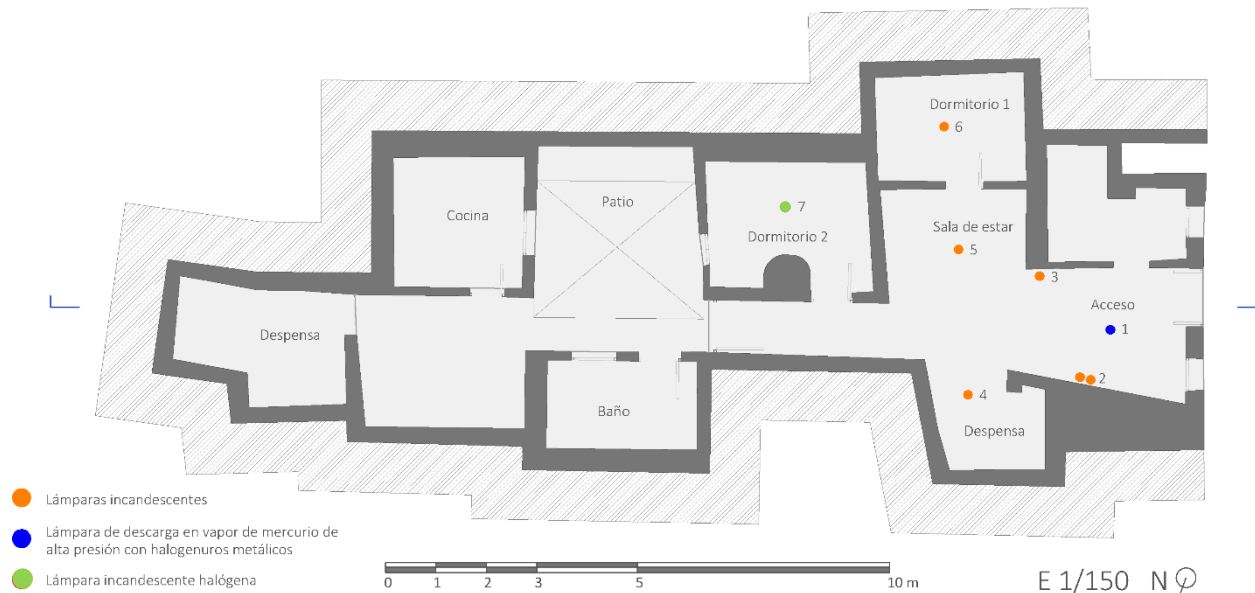 Dormitorio 1
6
Cocina
Patio
7
Dormitorio 2
Sala de estar
5
3
Acceso
1
Despensa
2
4
Baño
Despensa
Lámparas incandescentes
Lámpara de descarga en vapor de mercurio de
alta presión con halogenuros metálicos
Lámpara incandescente halógena
0 1 2 3 5 10 m
E 1/150 N